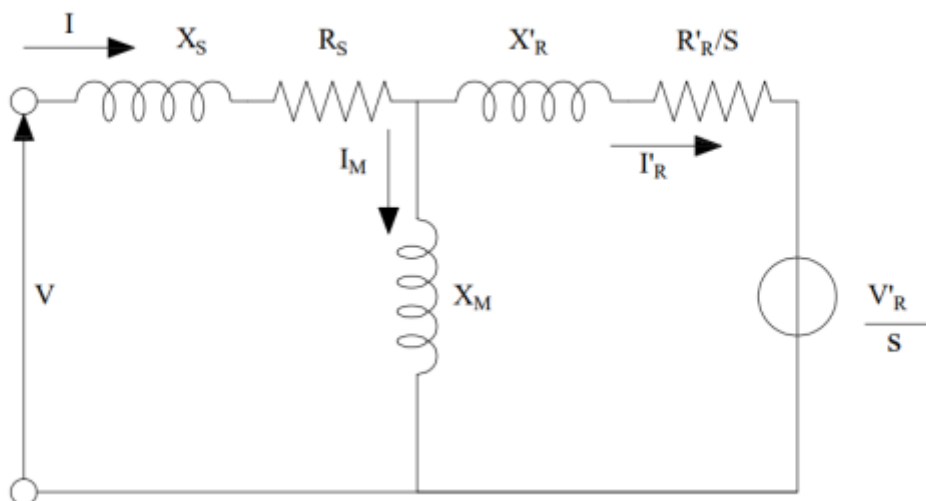 I
X_S
R_S
X'_R
R'_R/S
I_M
I'_R
V
X_M
V'_R
S